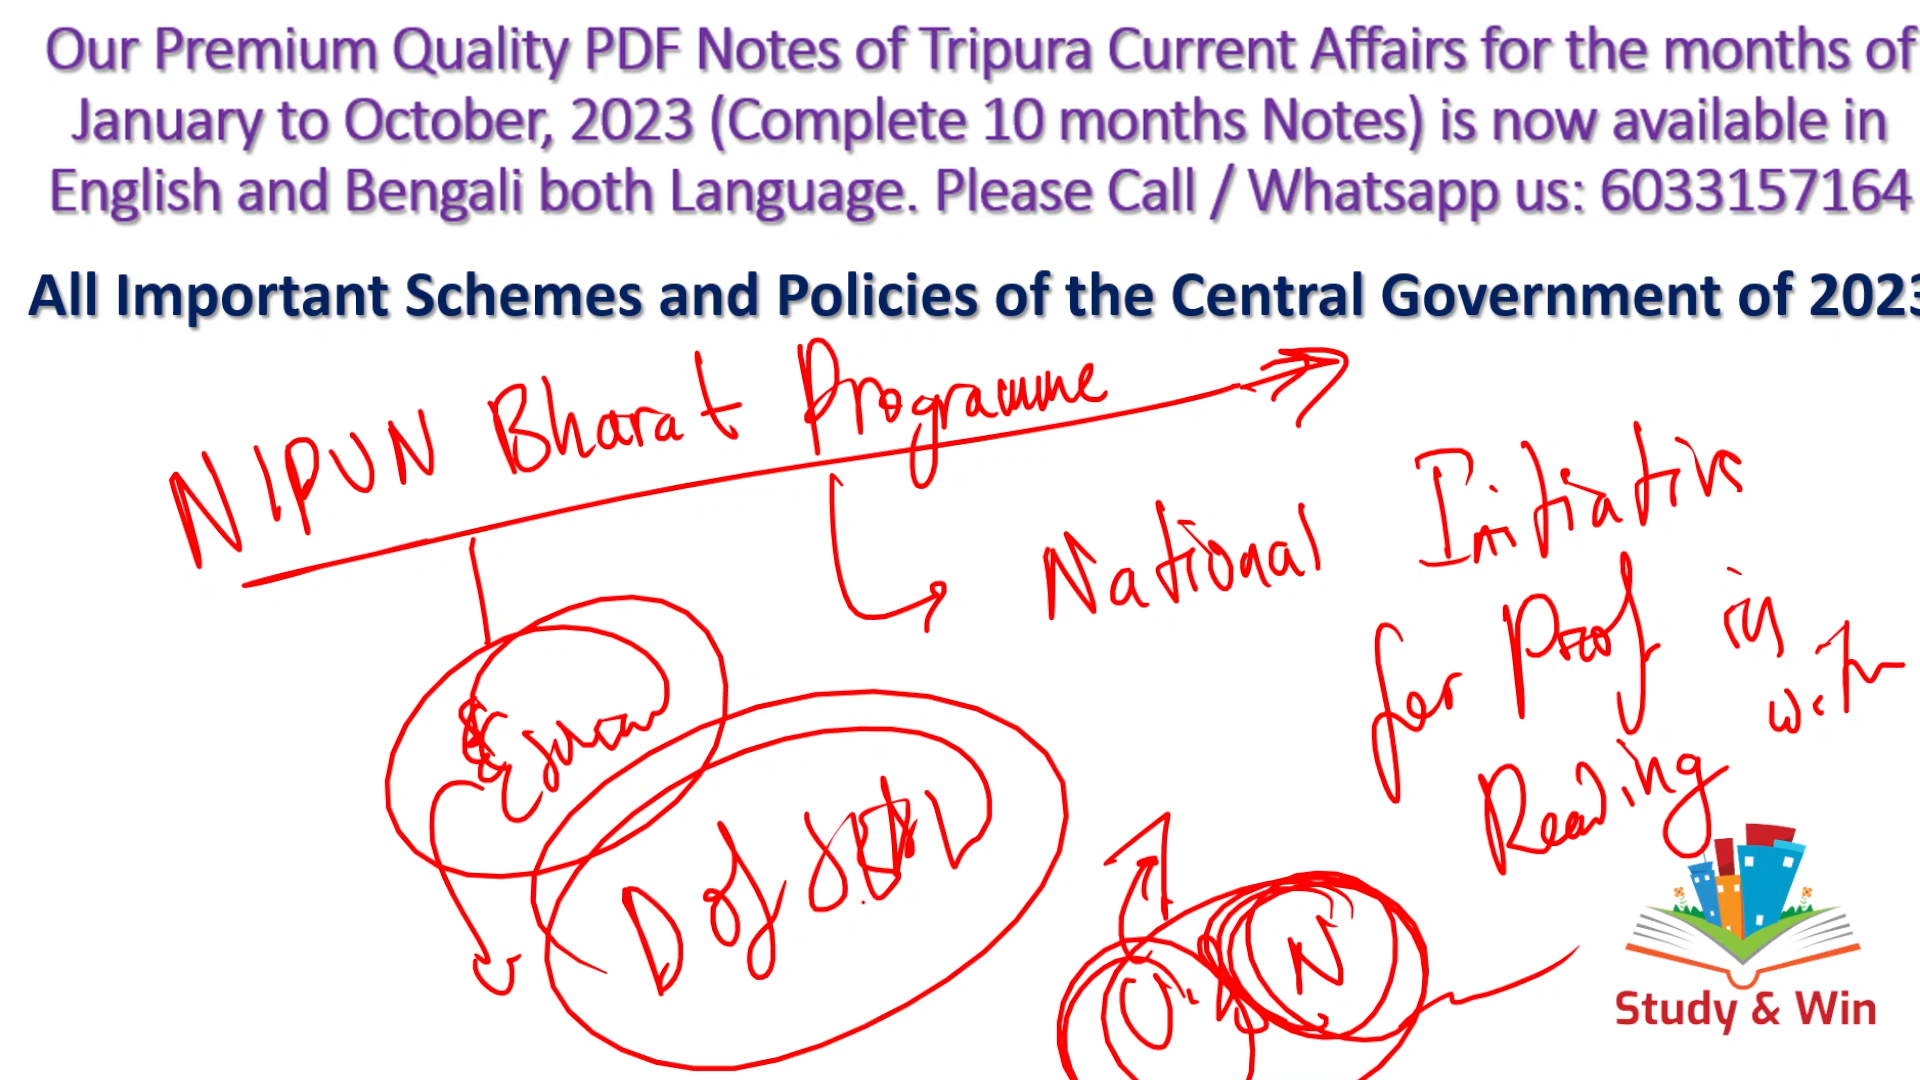 Our Premium Quality PDF Notes of Tripura Current Affairs for the months of
January to October, 2023 (Complete 10 months Notes) is now available in
English and Bengali both Language. Please Call / Whatsapp us: 6033157164
All Important Schemes and Policies of the Central Government of 2023
NIPUN Bharat Programme
National Initiative
for Prof in
with
Reading
D of
N
U
Study & Win